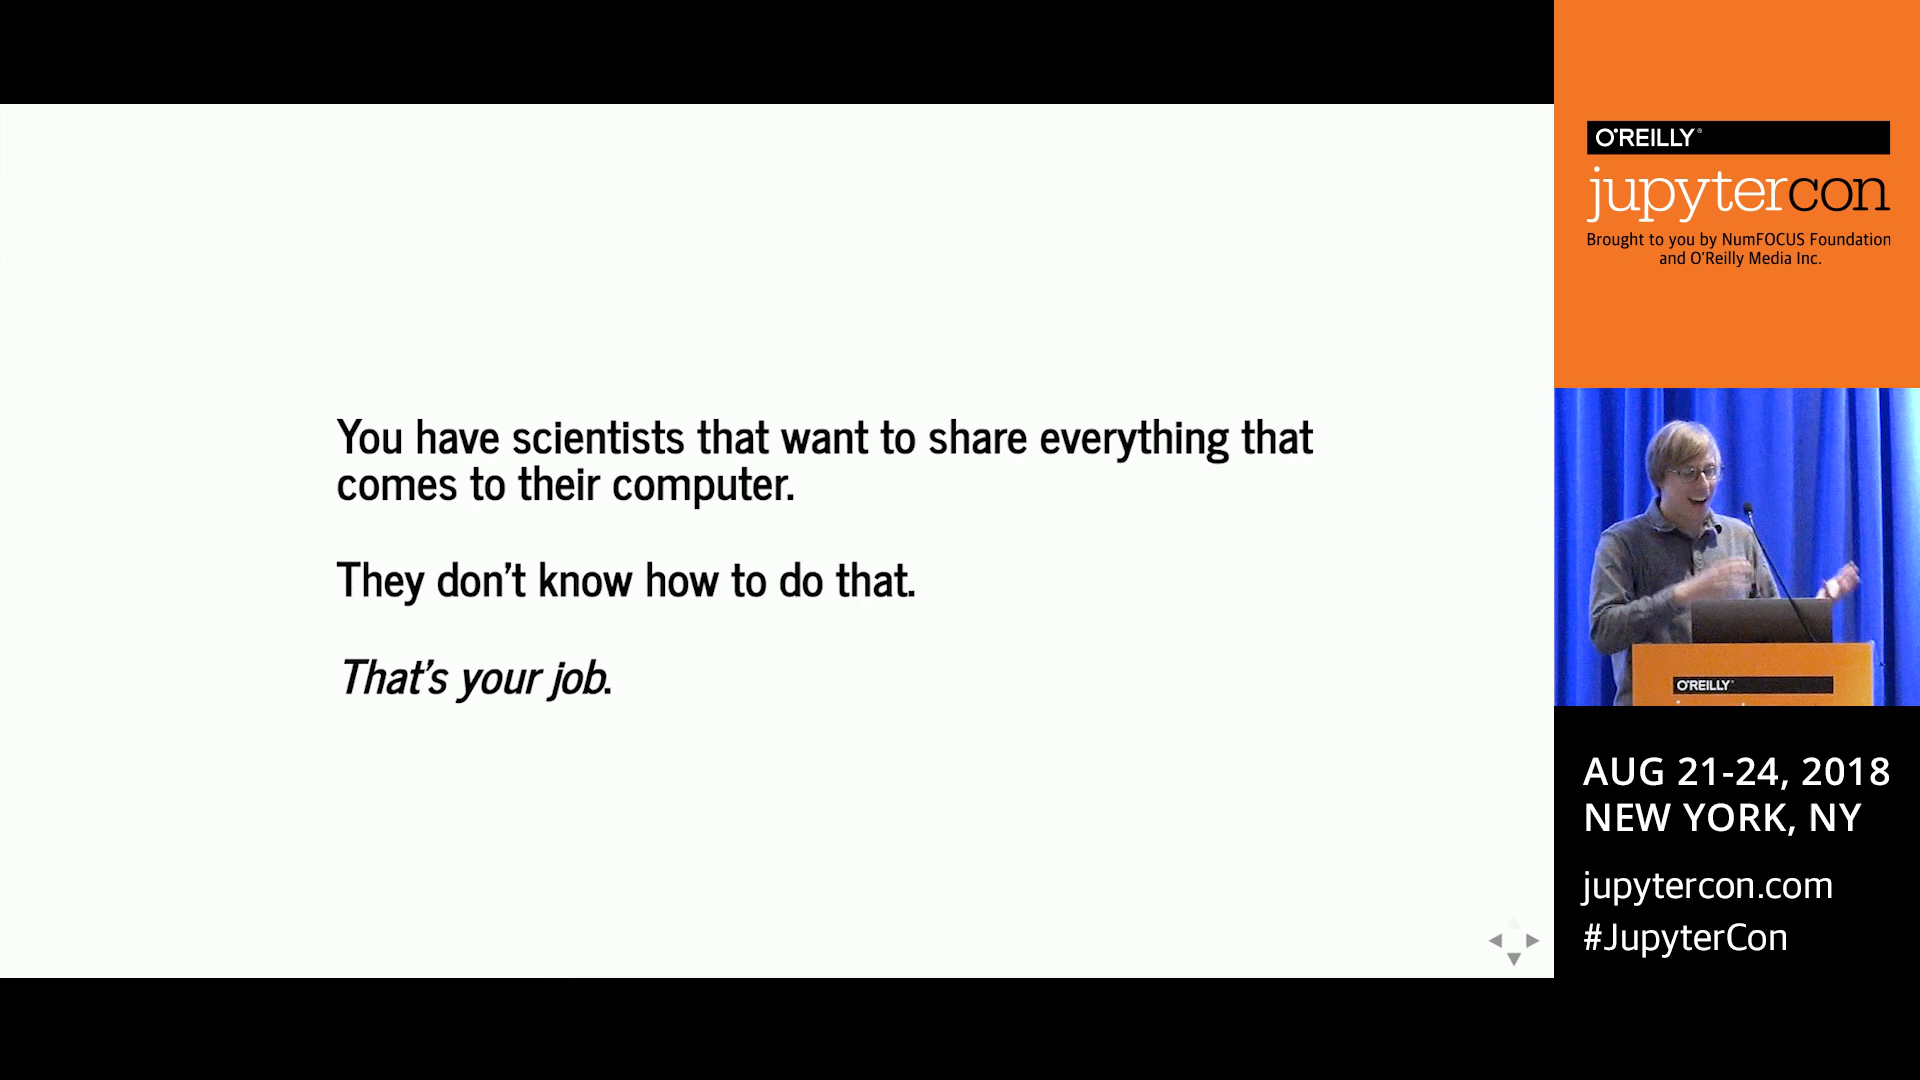 You have scientists that want to share everything that
comes to their computer.
They don't know how to do that.
That's your job.
O'REILLY®
jupytercon
Brought to you by NumFOCUS Foundation
and O'Reilly Media Inc.
O'REILLY
AUG 21-24, 2018
NEW YORK, NY
jupytercon.com
#JupyterCon